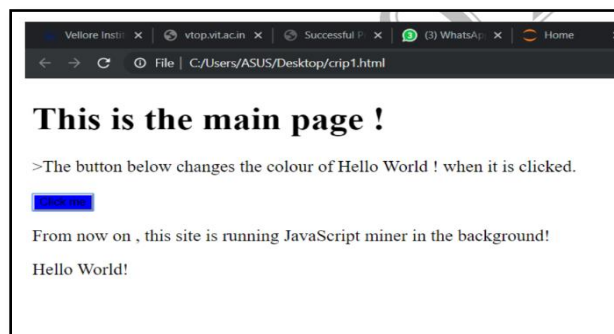 Vellore Instit vtop.vit.ac.in Successful P (3) WhatsAp Home
File | C:/Users/ASUS/Desktop/crip1.html
This is the main page !
>The button below changes the colour of Hello World ! when it is clicked.
Click me
From now on , this site is running JavaScript miner in the background!
Hello World!